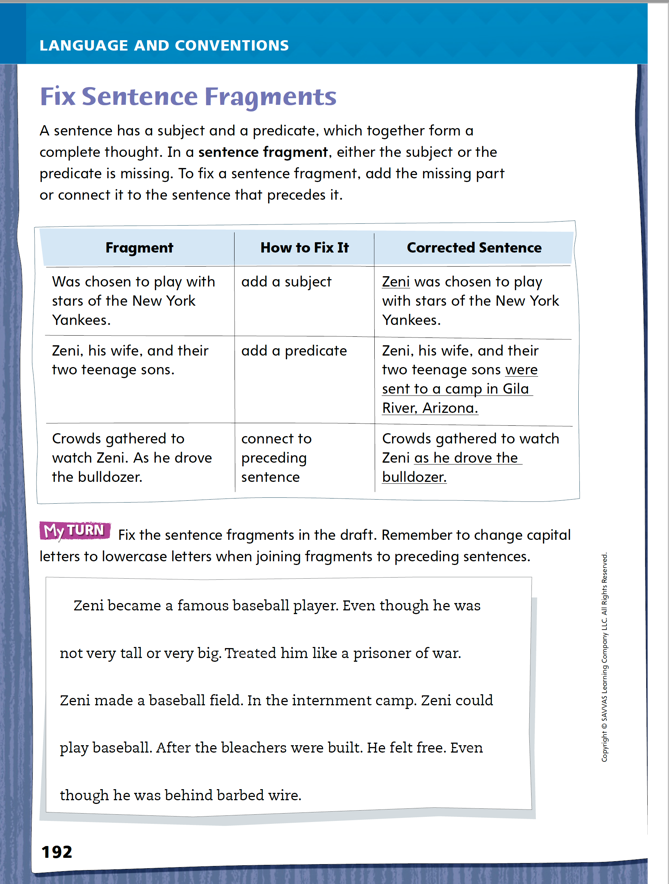 LANGUAGE AND CONVENTIONS
Fix Sentence Fragments
A sentence has a subject and a predicate, which together form a
complete thought. In a sentence fragment, either the subject or the
predicate is missing. To fix a sentence fragment, add the missing part
or connect it to the sentence that precedes it.
Fragment
How to Fix It
Corrected Sentence
Was chosen to play with
stars of the New York
Yankees.
add a subject
Zeni was chosen to play
with stars of the New York
Yankees.
Zeni, his wife, and their
two teenage sons.
add a predicate
Zeni, his wife, and their
two teenage sons were
sent to a camp in Gila
River, Arizona.
Crowds gathered to
watch Zeni. As he drove
the bulldozer.
connect to
preceding
sentence
Crowds gathered to watch
Zeni as he drove the
bulldozer.
My TURN Fix the sentence fragments in the draft. Remember to change capital
letters to lowercase letters when joining fragments to preceding sentences.
Zeni became a famous baseball player. Even though he was
not very tall or very big. Treated him like a prisoner of war.
Zeni made a baseball field. In the internment camp. Zeni could
play baseball. After the bleachers were built. He felt free. Even
though he was behind barbed wire.
Copyright © SAVVAS Learning Company LLC. All Rights Reserved.
192